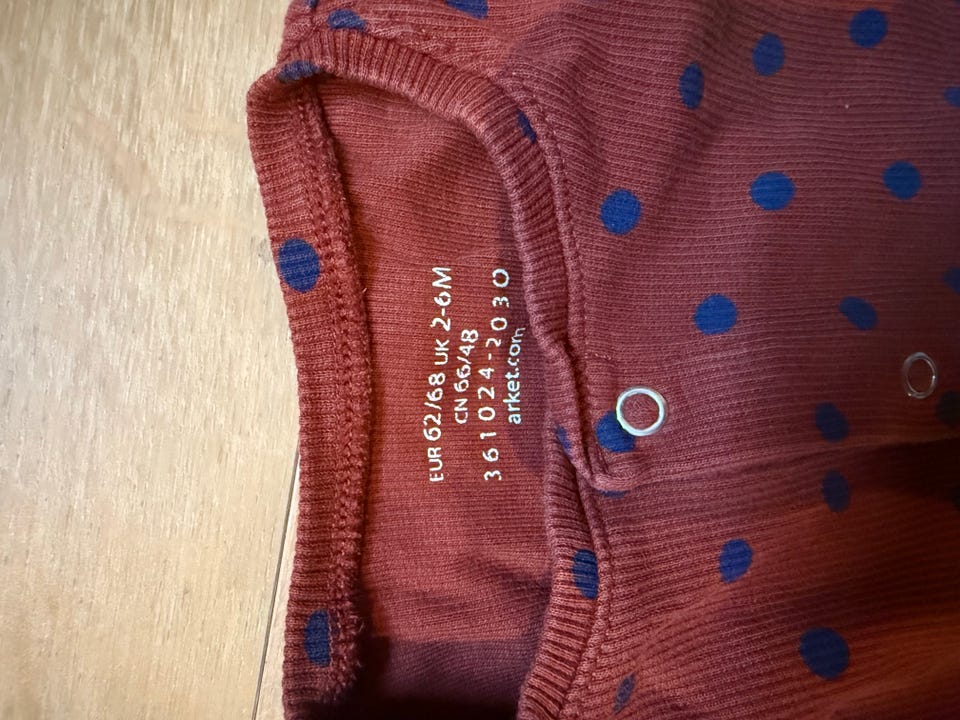 EUR 62/68 UK 2-6M
CN 66/48
361024-2030
arket.com